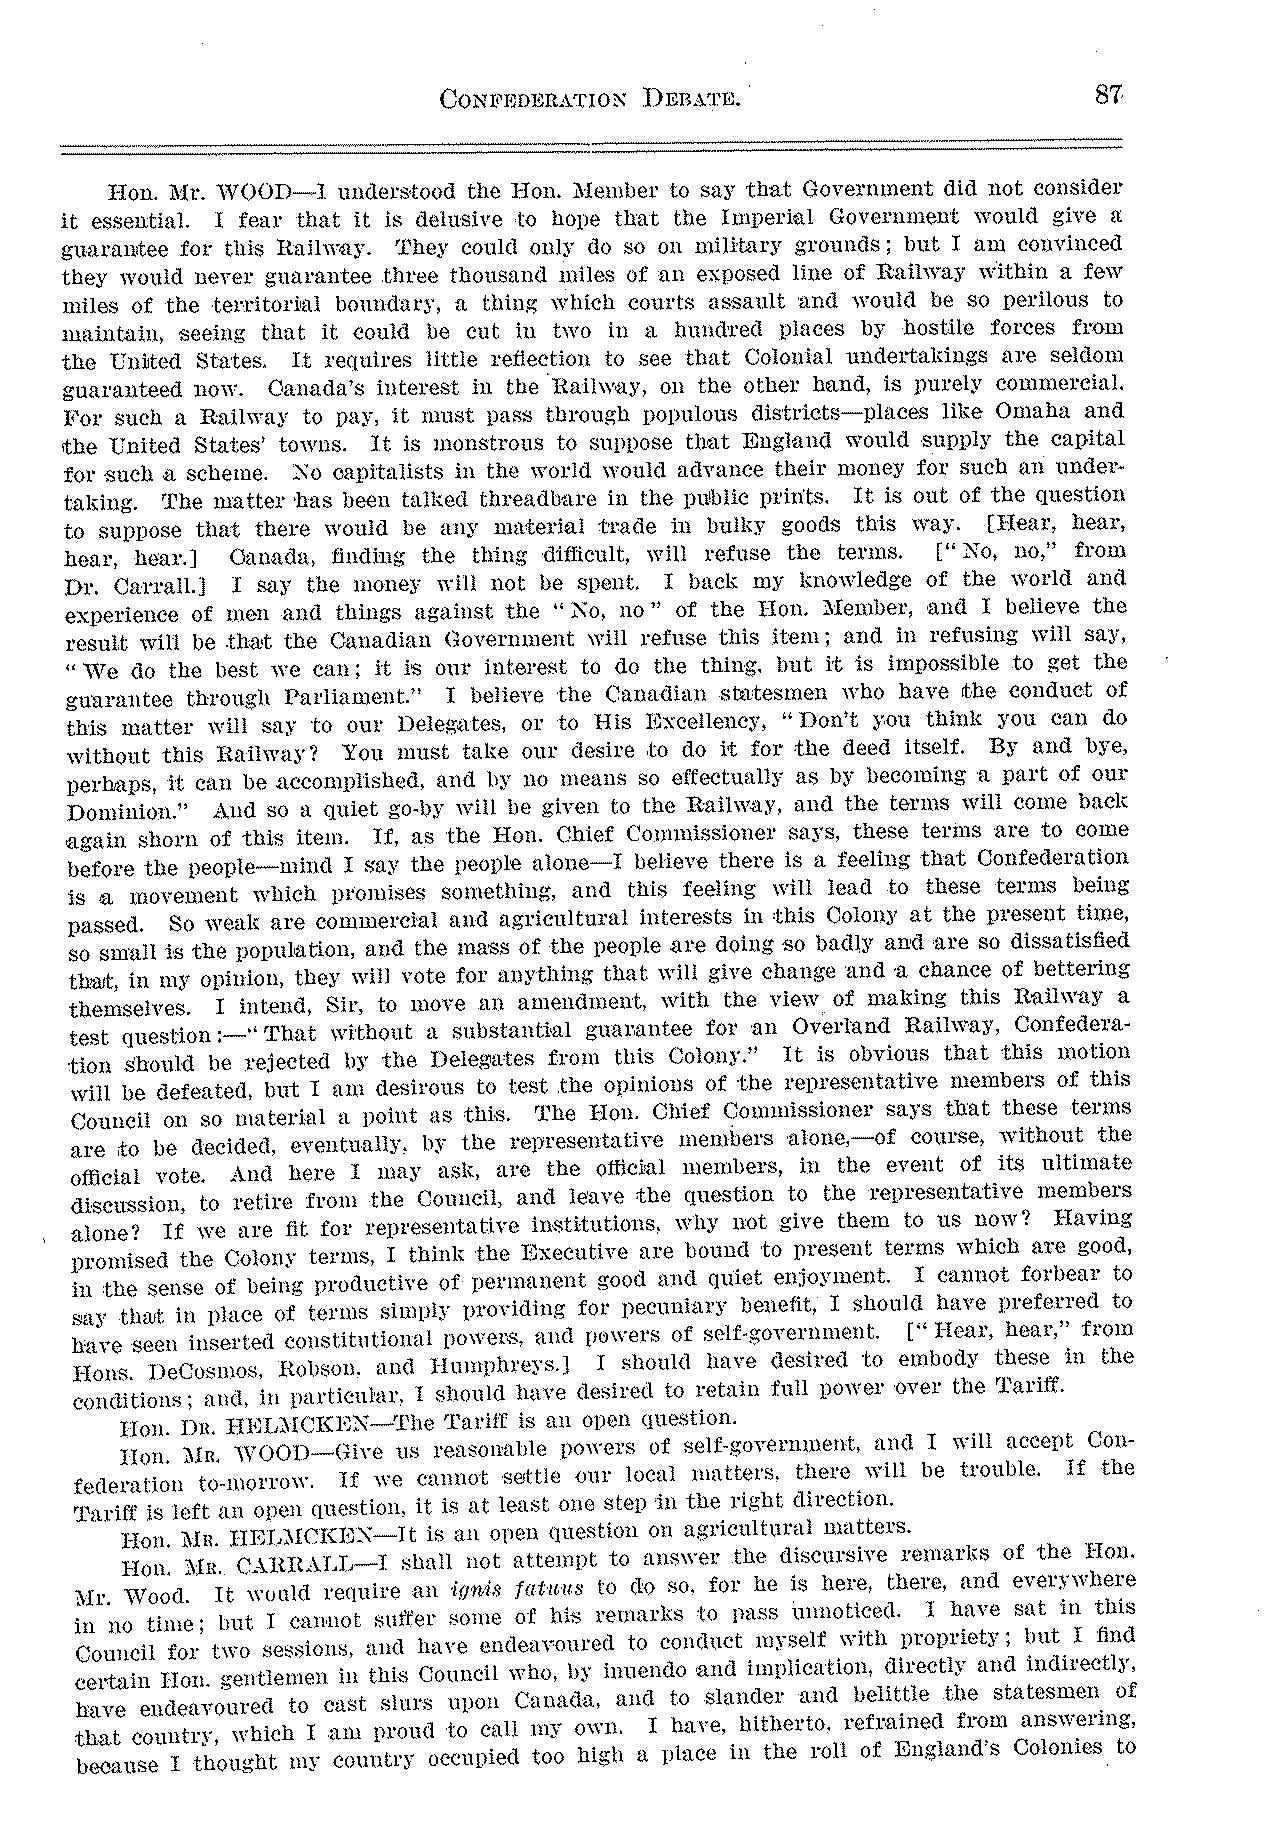 CONFEDERATION DEBATE. 87
Hon. Mr. WOOD—I understood the Hon. Member to say that Government did not consider
it essential. I fear that it is delusive to hope that the Imperial Government would give a
guarantee for this Railway. They could only do so on military grounds; but I am convinced
they would never guarantee three thousand miles of an exposed line of Railway within a few
miles of the territorial boundary, a thing which courts assault and would be so perilous to
maintain, seeing that it could be cut in two in a hundred places by hostile forces from
the United States. It requires little reflection to see that Colonial undertakings are seldom
guaranteed now. Canada's interest in the Railway, on the other hand, is purely commercial.
For such a Railway to pay, it must pass through populous districts—places like Omaha and
the United States' towns. It is monstrous to suppose that England would supply the capital
for such a scheme. No capitalists in the world would advance their money for such an under-
taking. The matter has been talked threadbare in the public prints. It is out of the question
to suppose that there would be any material trade in bulky goods this way. [Hear, hear,
hear, hear.] Canada, finding the thing difficult, will refuse the terms. ["No, no," from
Dr. Carrall.] I say the money will not be spent. I back my knowledge of the world and
experience of men and things against the "No, no" of the Hon. Member, and I believe the
result will be that the Canadian Government will refuse this item; and in refusing will say,
"We do the best we can; it is our interest to do the thing, but it is impossible to get the
guarantee through Parliament." I believe the Canadian statesmen who have the conduct of
this matter will say to our Delegates, or to His Excellency, "Don't you think you can do
without this Railway? You must take our desire to do it for the deed itself. By and bye,
perhaps, it can be accomplished, and by no means so effectually as by becoming a part of our
Dominion." And so a quiet go-by will be given to the Railway, and the terms will come back
again shorn of this item. If, as the Hon. Chief Commissioner says, these terms are to come
before the people—mind I say the people alone—I believe there is a feeling that Confederation
is a movement which promises something, and this feeling will lead to these terms being
passed. So weak are commercial and agricultural interests in this Colony at the present time,
so small is the population, and the mass of the people are doing so badly and are so dissatisfied
that, in my opinion, they will vote for anything that will give change and a chance of bettering
themselves. I intend, Sir, to move an amendment, with the view of making this Railway a
test question:—"That without a substantial guarantee for an Overland Railway, Confedera-
tion should be rejected by the Delegates from this Colony." It is obvious that this motion
will be defeated, but I am desirous to test the opinions of the representative members of this
Council on so material a point as this. The Hon. Chief Commissioner says that these terms
are to be decided, eventually, by the representative members alone,—of course, without the
official vote. And here I may ask, are the official members, in the event of its ultimate
discussion, to retire from the Council, and leave the question to the representative members
alone? If we are fit for representative institutions, why not give them to us now? Having
promised the Colony terms, I think the Executive are bound to present terms which are good,
in the sense of being productive of permanent good and quiet enjoyment. I cannot forbear to
say that in place of terms simply providing for pecuniary benefit, I should have preferred to
have seen inserted constitutional powers, and powers of self-government. ["Hear, hear," from
Hons. DeCosmos, Robson, and Humphreys.] I should have desired to embody these in the
conditions; and, in particular, I should have desired to retain full power over the Tariff.
Hon. DR. HELMCKEN—The Tariff is an open question.
Hon. MR. WOOD—Give us reasonable powers of self-government, and I will accept Con-
federation to-morrow. If we cannot settle our local matters, there will be trouble. If the
Tariff is left an open question, it is at least one step in the right direction.
Hon. MR. HELMCKEN—It is an open question on agricultural matters.
Hon. MR. CARRALL—I shall not attempt to answer the discursive remarks of the Hon.
Mr. Wood. It would require an ignis fatuus to do so, for he is here, there, and everywhere
in no time; but I cannot suffer some of his remarks to pass unnoticed. I have sat in this
Council for two sessions, and have endeavoured to conduct myself with propriety; but I find
certain Hon. gentlemen in this Council who, by inuendo and implication, directly and indirectly,
have endeavoured to cast slurs upon Canada, and to slander and belittle the statesmen of
that country, which I am proud to call my own. I have, hitherto, refrained from answering,
because I thought my country occupied too high a place in the roll of England's Colonies to